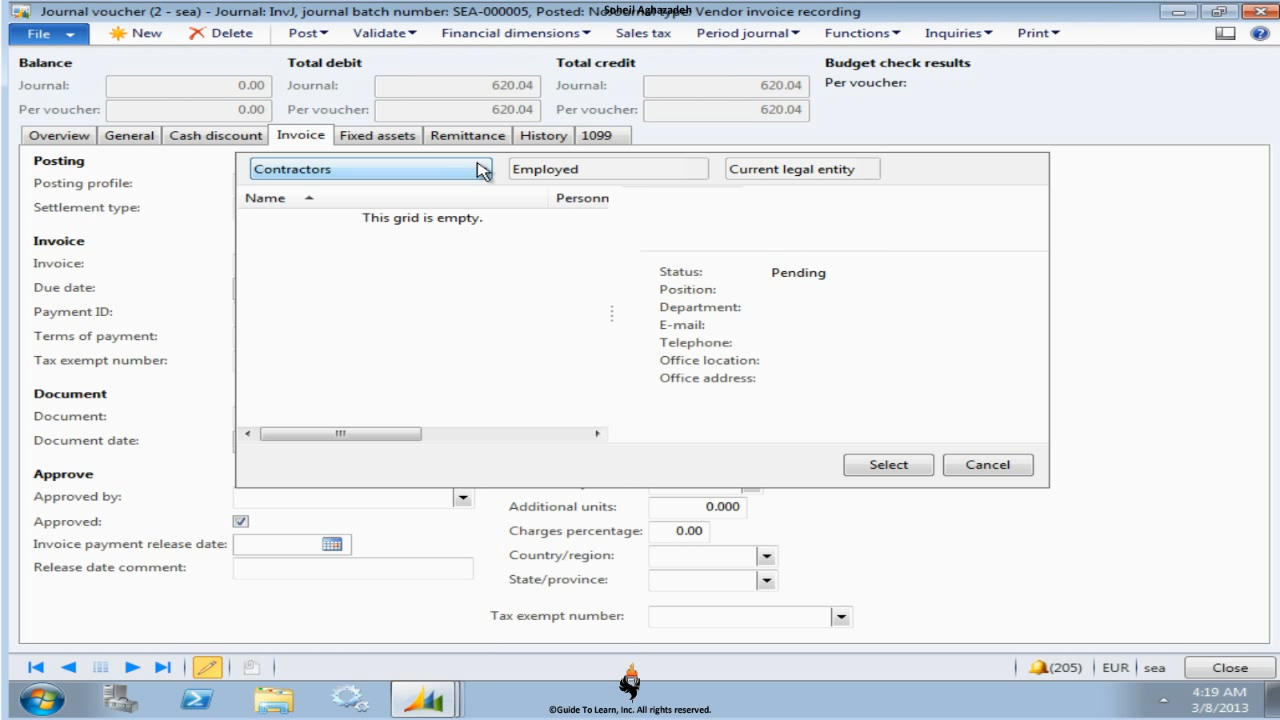 Journal voucher (2 - sea) - Journal: InvJ, journal batch number: SEA-000005, Posted: No Vendor invoice recording
Soheil Aghazadeh
File New Delete Post Validate Financial dimensions Sales tax Period journal Functions Inquiries Print
Balance Total debit Total credit Budget check results
Journal: 0.00 Journal: 620.04 Journal: 620.04 Per voucher:
Per voucher: 0.00 Per voucher: 620.04 Per voucher: 620.04
Overview General Cash discount Invoice Fixed assets Remittance History 1099
Posting
Posting profile:
Settlement type:
Invoice
Invoice:
Due date:
Payment ID:
Terms of payment:
Tax exempt number:
Document
Document:
Document date:
Approve
Approved by:
Approved:
Invoice payment release date:
Release date comment:
Contractors Employed Current legal entity
Name Personn
This grid is empty.
Status: Pending
Position:
Department:
E-mail:
Telephone:
Office location:
Office address:
Select Cancel
Additional units: 0.000
Charges percentage: 0.00
Country/region:
State/province:
Tax exempt number:
(205) EUR sea Close
4:19 AM
3/8/2013
©Guide To Learn, Inc. All rights reserved.